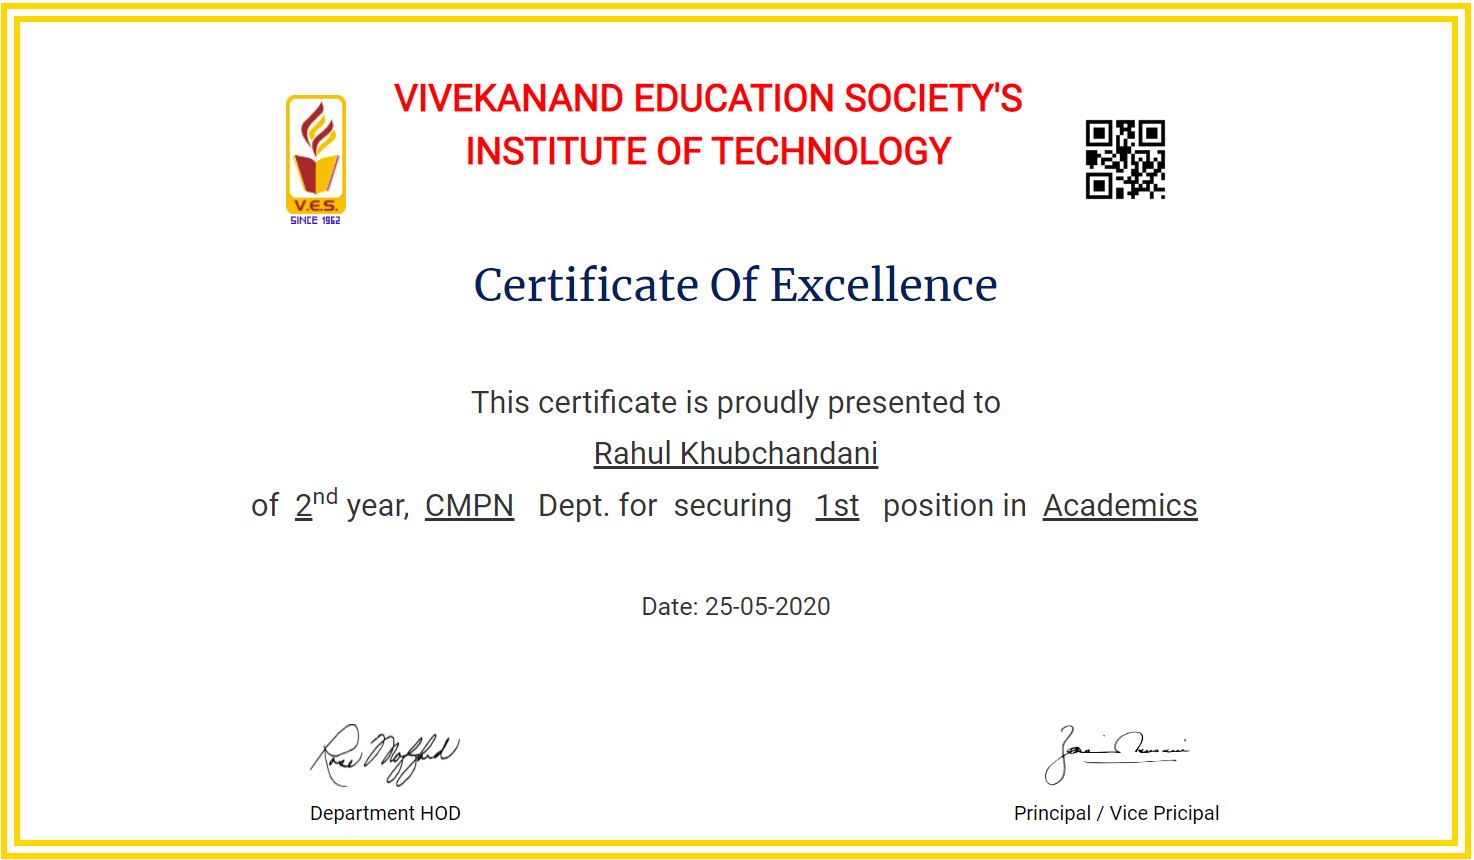 VIVEKANAND EDUCATION SOCIETY'S
INSTITUTE OF TECHNOLOGY
V.E.S.
SINCE 1962
Certificate Of Excellence
This certificate is proudly presented to
Rahul Khubchandani
of 2nd year, CMPN Dept. for securing 1st position in Academics
Date: 25-05-2020
Department HOD
Principal / Vice Pricipal